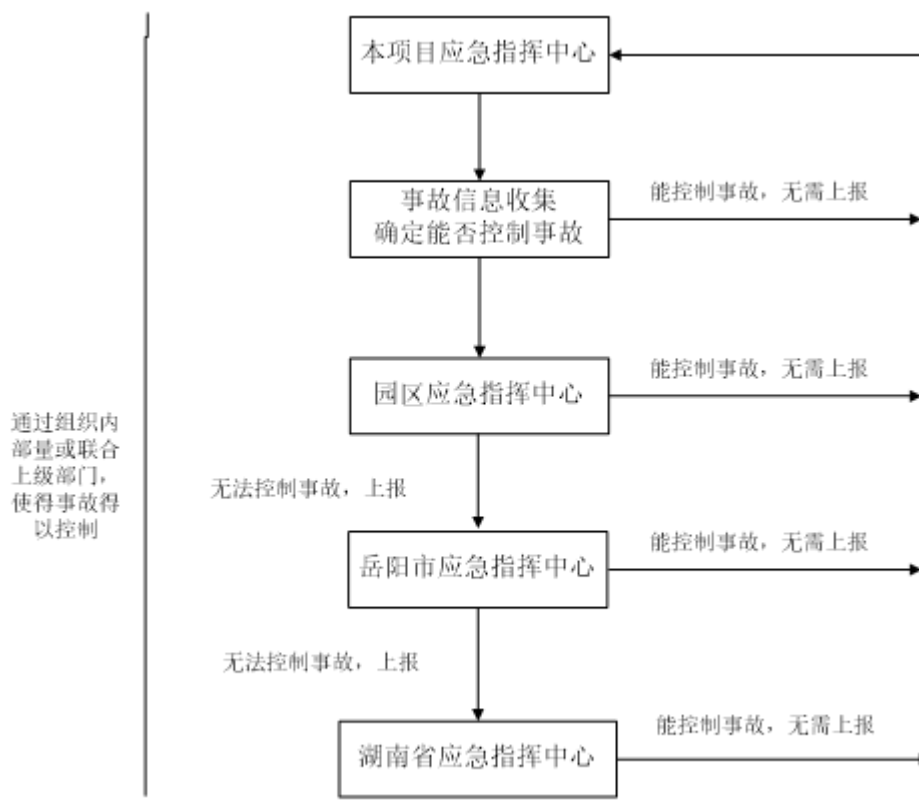 本项目应急指挥中心
事故信息收集
确定能否控制事故
能控制事故，无需上报
园区应急指挥中心
能控制事故，无需上报
通过组织内
部量或联合
上级部门，
使得事故得
以控制
无法控制事故，上报
岳阳市应急指挥中心
能控制事故，无需上报
无法控制事故，上报
湖南省应急指挥中心
能控制事故，无需上报